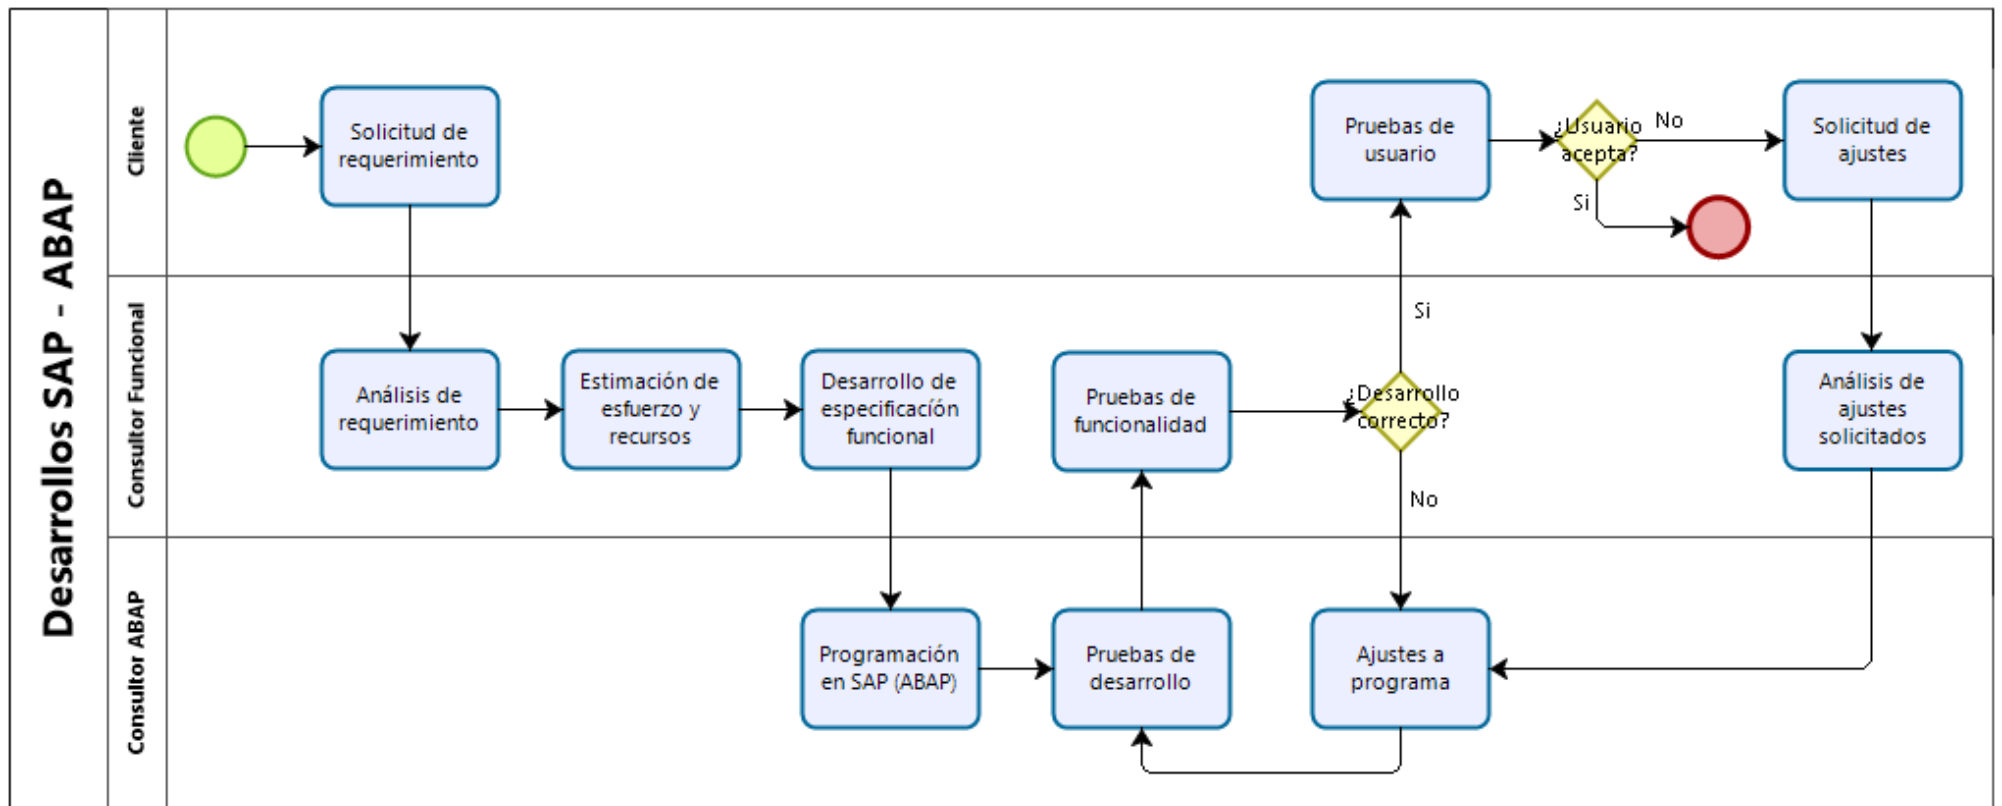 Desarrollos SAP - ABAP
Cliente
Solicitud de
requerimiento
Pruebas de
usuario
¿Usuario
acepta?
No
Si
Solicitud de
ajustes
Consultor Funcional
Análisis de
requerimiento
Estimación de
esfuerzo y
recursos
Desarrollo de
especificacíón
funcional
Pruebas de
funcionalidad
Si
¿Desarrollo
correcto?
No
Análisis de
ajustes
solicitados
Consultor ABAP
Programación
en SAP (ABAP)
Pruebas de
desarrollo
Ajustes a
programa